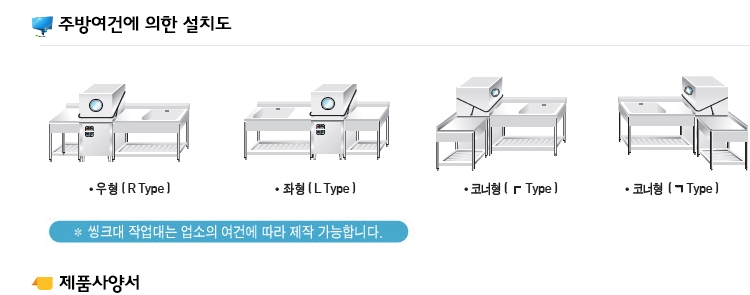 주방여건에 의한 설치도
• 우형 ( R Type )
• 좌형 ( L Type )
• 코너형 ( ┏ Type )
• 코너형 ( ㄱ Type )
※ 씽크대 작업대는 업소의 여건에 따라 제작 가능합니다.
제품사양서